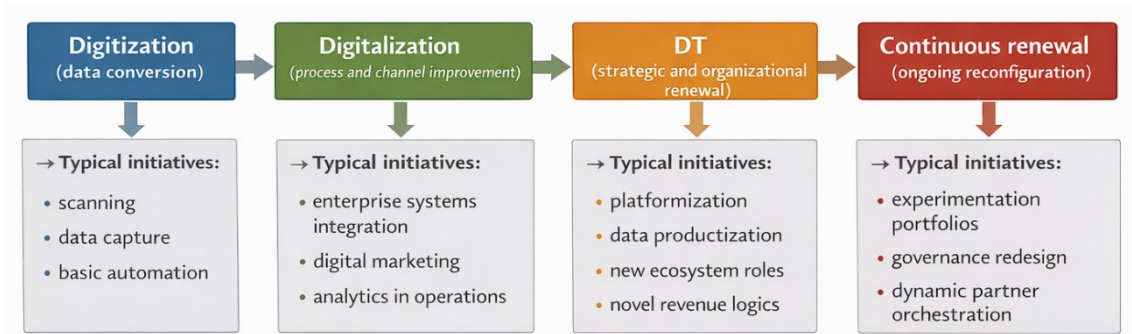 Digitization
(data conversion)
Digitalization
(process and channel improvement)
DT
(strategic and organizational
renewal)
Continuous renewal
(ongoing reconfiguration)
→ Typical initiatives:
• scanning
• data capture
• basic automation
→ Typical initiatives:
• enterprise systems
integration
• digital marketing
• analytics in operations
→ Typical initiatives:
• platformization
• data productization
• new ecosystem roles
• novel revenue logics
→ Typical initiatives:
• experimentation
portfolios
• governance redesign
• dynamic partner
orchestration